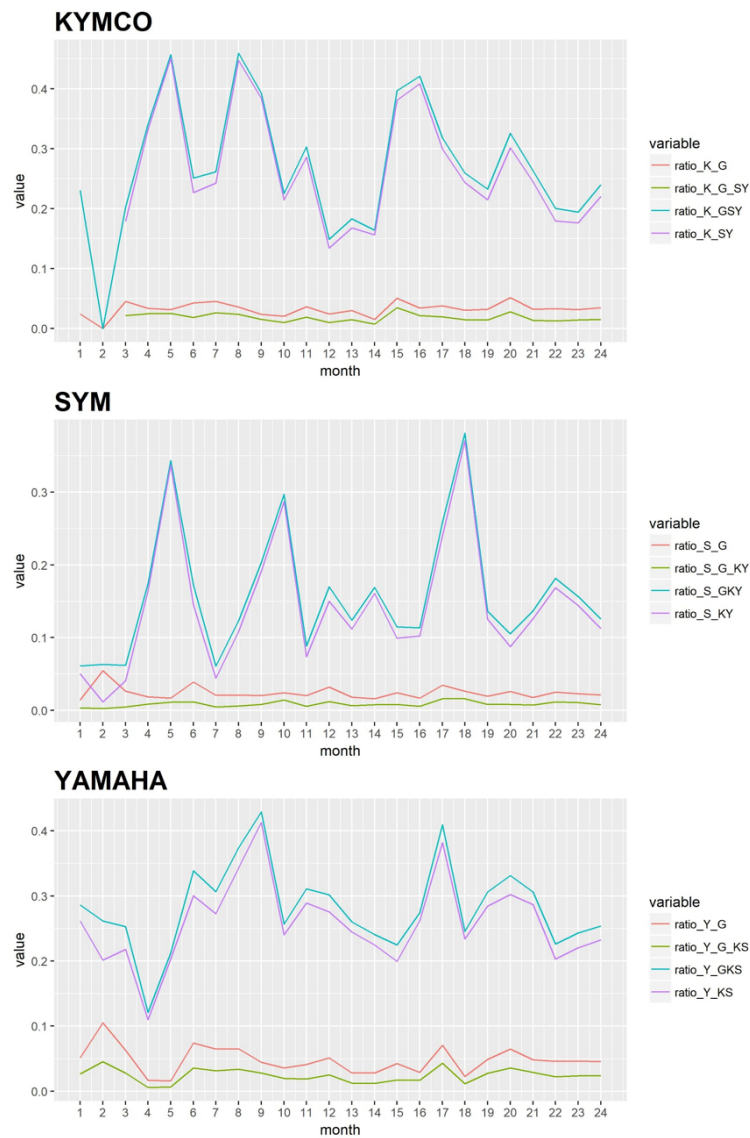 KYMCO
0.4
0.3
0.2
0.1
0.0
value
1 2 3 4 5 6 7 8 9 10 11 12 13 14 15 16 17 18 19 20 21 22 23 24
month
variable
ratio_K_G
ratio_K_G_SY
ratio_K_GSY
ratio_K_SY
SYM
0.3
0.2
0.1
0.0
value
1 2 3 4 5 6 7 8 9 10 11 12 13 14 15 16 17 18 19 20 21 22 23 24
month
variable
ratio_S_G
ratio_S_G_KY
ratio_S_GKY
ratio_S_KY
YAMAHA
0.4
0.3
0.2
0.1
0.0
value
1 2 3 4 5 6 7 8 9 10 11 12 13 14 15 16 17 18 19 20 21 22 23 24
month
variable
ratio_Y_G
ratio_Y_G_KS
ratio_Y_GKS
ratio_Y_KS